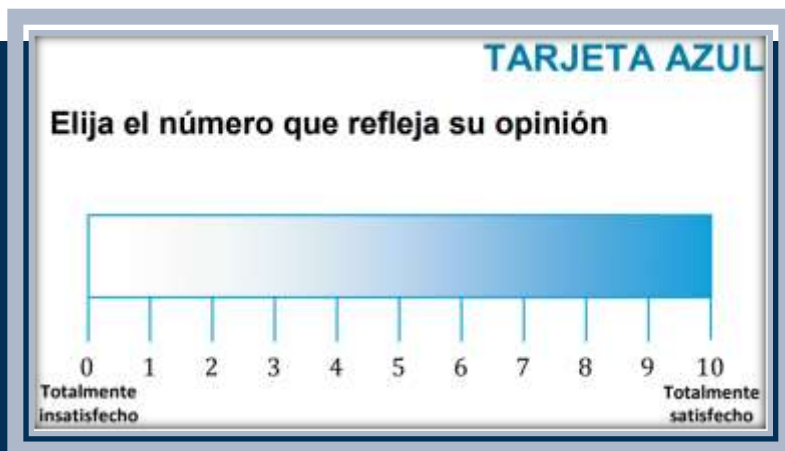 TARJETA AZUL
Elija el número que refleja su opinión
0 1 2 3 4 5 6 7 8 9 10
Totalmente insatisfecho
Totalmente satisfecho